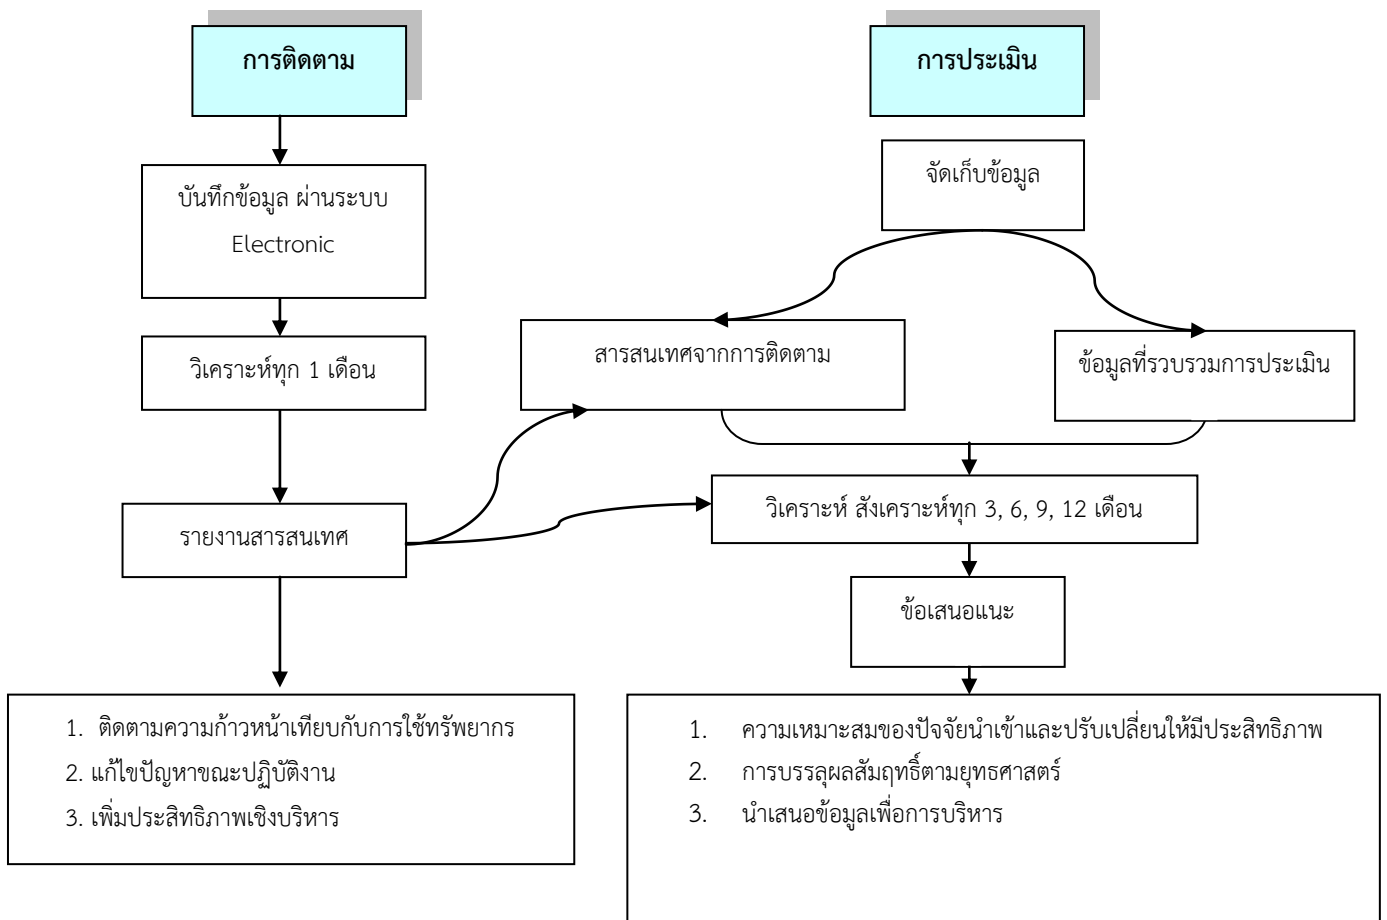 การติดตาม
บันทึกข้อมูล ผ่านระบบ
Electronic
วิเคราะห์ทุก 1 เดือน
รายงานสารสนเทศ
1. ติดตามความก้าวหน้าเทียบกับการใช้ทรัพยากร
2. แก้ไขปัญหาขณะปฏิบัติงาน
3. เพิ่มประสิทธิภาพเชิงบริหาร
การประเมิน
จัดเก็บข้อมูล
สารสนเทศจากการติดตาม
ข้อมูลที่รวบรวมการประเมิน
วิเคราะห์ สังเคราะห์ทุก 3, 6, 9, 12 เดือน
ข้อเสนอแนะ
1. ความเหมาะสมของปัจจัยนำเข้าและปรับเปลี่ยนให้มีประสิทธิภาพ
2. การบรรลุผลสัมฤทธิ์ตามยุทธศาสตร์
3. นำเสนอข้อมูลเพื่อการบริหาร